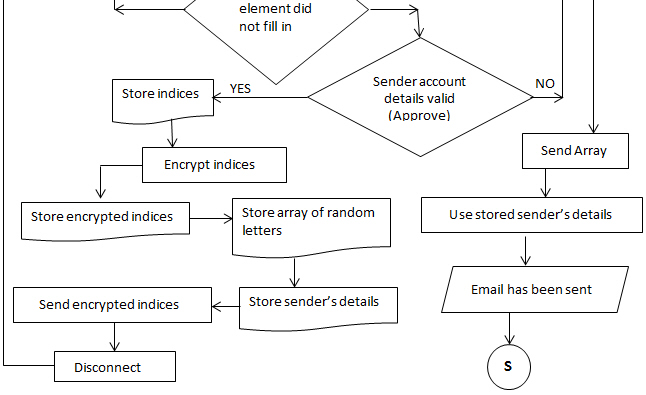 element did
not fill in
Sender account
details valid
(Approve)
YES
NO
Store indices
Send Array
Encrypt indices
Store encrypted indices
Store array of random
letters
Use stored sender's details
Email has been sent
Send encrypted indices
Store sender's details
Disconnect
S